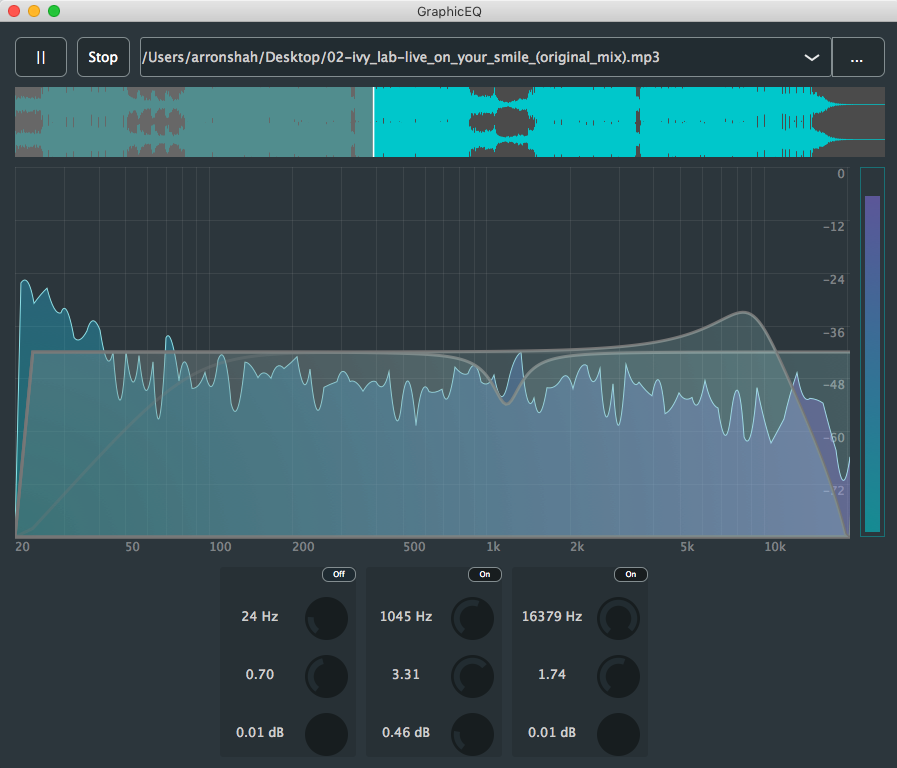 GraphicEQ
|| Stop /Users/arronshah/Desktop/02-ivy_lab-live_on_your_smile_(original_mix).mp3 ...
0
-12
-24
-36
-48
-60
-72
20 50 100 200 500 1k 2k 5k 10k
Off On On
24 Hz 1045 Hz 16379 Hz
0.70 3.31 1.74
0.01 dB 0.46 dB 0.01 dB